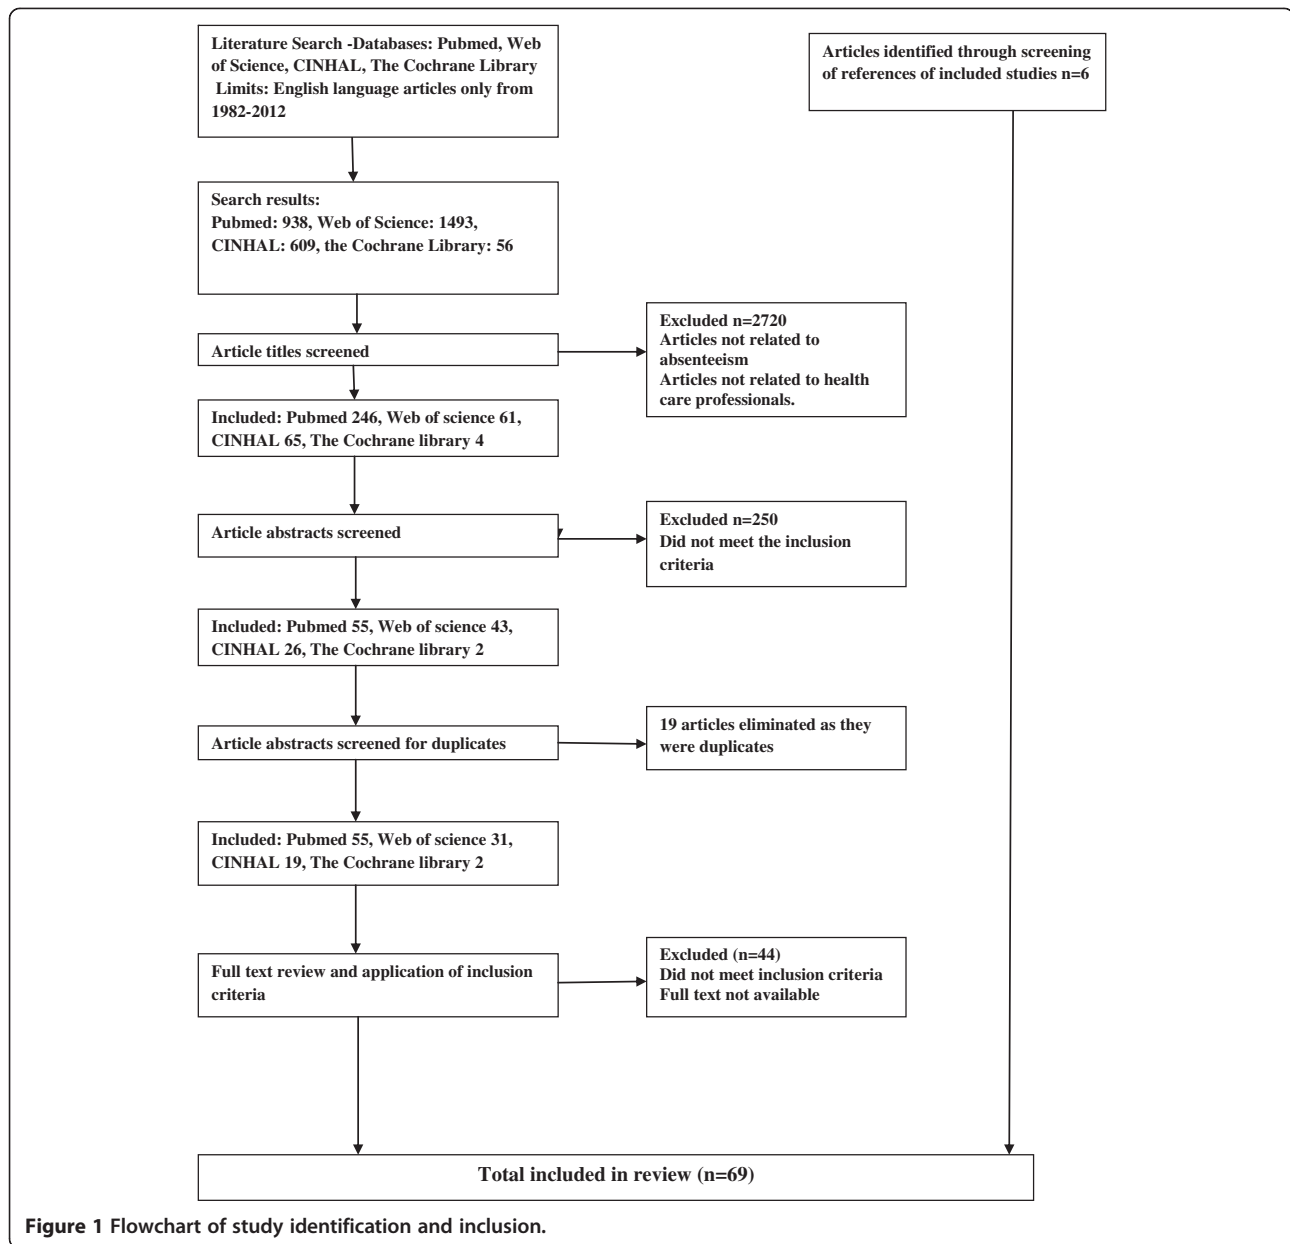 Literature Search -Databases: Pubmed, Web
of Science, CINHAL, The Cochrane Library
Limits: English language articles only from
1982-2012
Articles identified through screening
of references of included studies n=6
Search results:
Pubmed: 938, Web of Science: 1493,
CINHAL: 609, the Cochrane Library: 56
Article titles screened
Excluded n=2720
Articles not related to
absenteeism
Articles not related to health
care professionals.
Included: Pubmed 246, Web of science 61,
CINHAL 65, The Cochrane library 4
Article abstracts screened
Excluded n=250
Did not meet the inclusion
criteria
Included: Pubmed 55, Web of science 43,
CINHAL 26, The Cochrane library 2
Article abstracts screened for duplicates
19 articles eliminated as they
were duplicates
Included: Pubmed 55, Web of science 31,
CINHAL 19, The Cochrane library 2
Full text review and application of inclusion
criteria
Excluded (n=44)
Did not meet inclusion criteria
Full text not available
Total included in review (n=69)
Figure 1 Flowchart of study identification and inclusion.